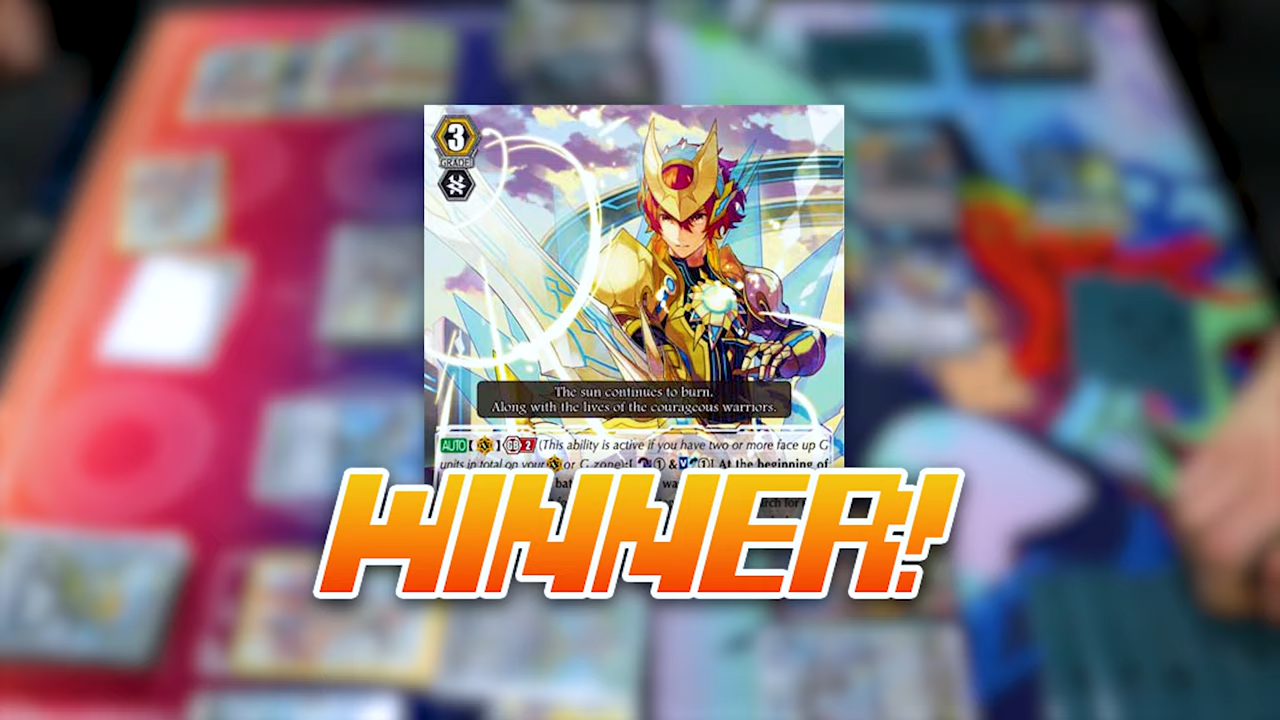 3
GRADE
The sun continues to burn.
Along with the lives of the courageous warriors.
AUTO [ ] GB 2 (This ability is active if you have two or more face up G
units in total on your or G zone):[ ① & ①] At the beginning of
WINNER!